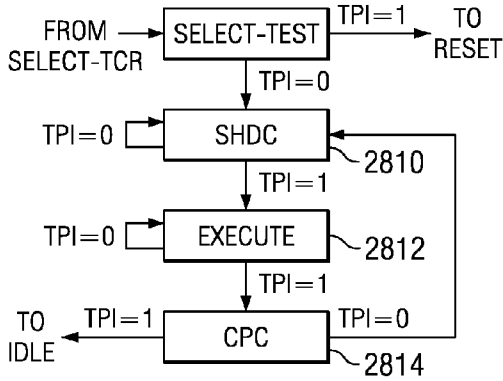 FROM
SELECT-TCR
SELECT-TEST
TPI=1
TO
RESET
TPI=0
TPI=0
SHDC
2810
TPI=1
TPI=0
EXECUTE
2812
TPI=1
TO
IDLE
TPI=1
CPC
TPI=0
2814